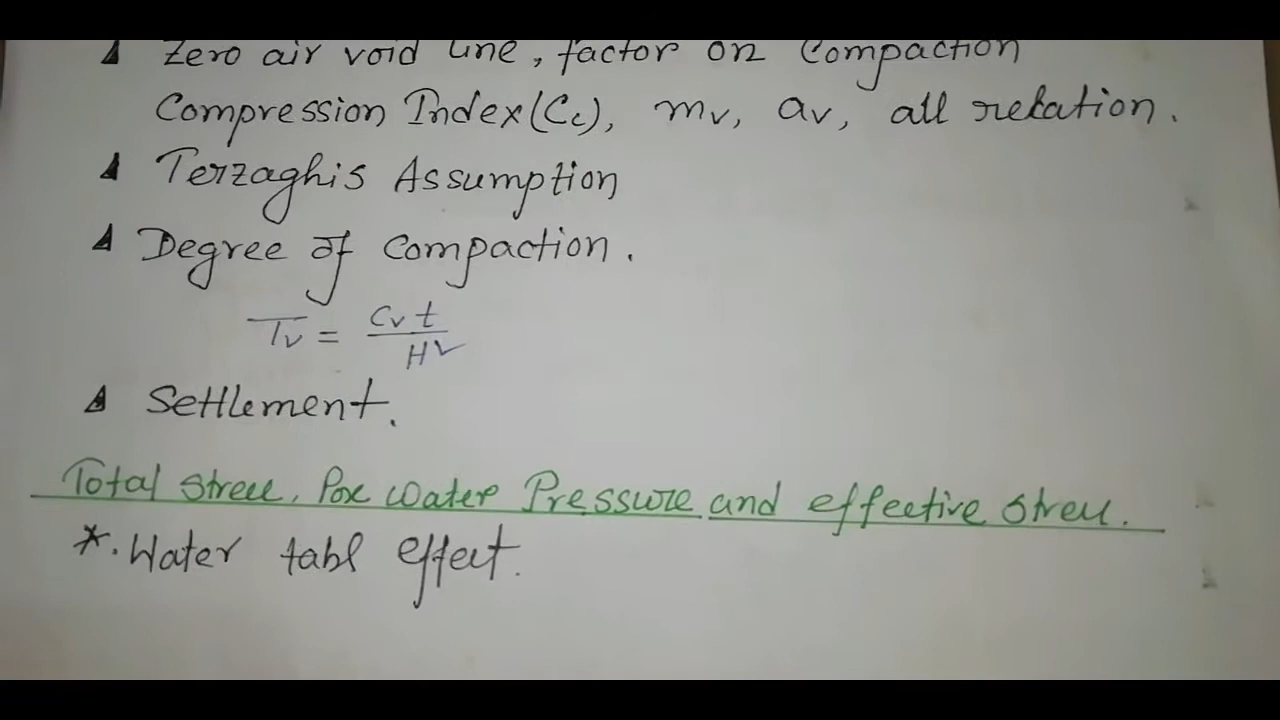 Zero air void line, factor on Compaction
Compression Index (Cc), mv, av, all relation.
Terzaghis Assumption
Degree of Compaction.
Tv = Cv t / H²
Settlement.
Total stress, Pore water Pressure and effective stress.
*. Water tabl effect.